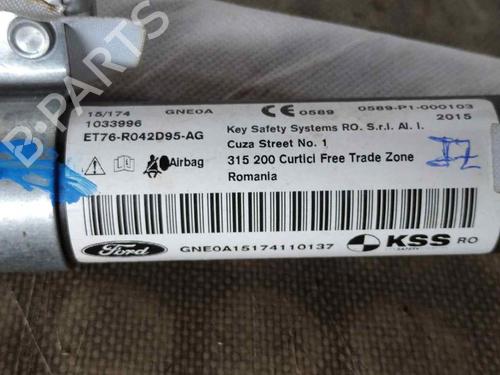 15/174 GNE0A 0589 0589-P1-000103
1033996 2015
ET76-R042D95-AG Key Safety Systems RO. S.r.l. Al. I.
Cuza Street No. 1
Airbag 315 200 Curtici Free Trade Zone
Romania
Ford GNE0A15174110137 KSS RO
B-PARTS